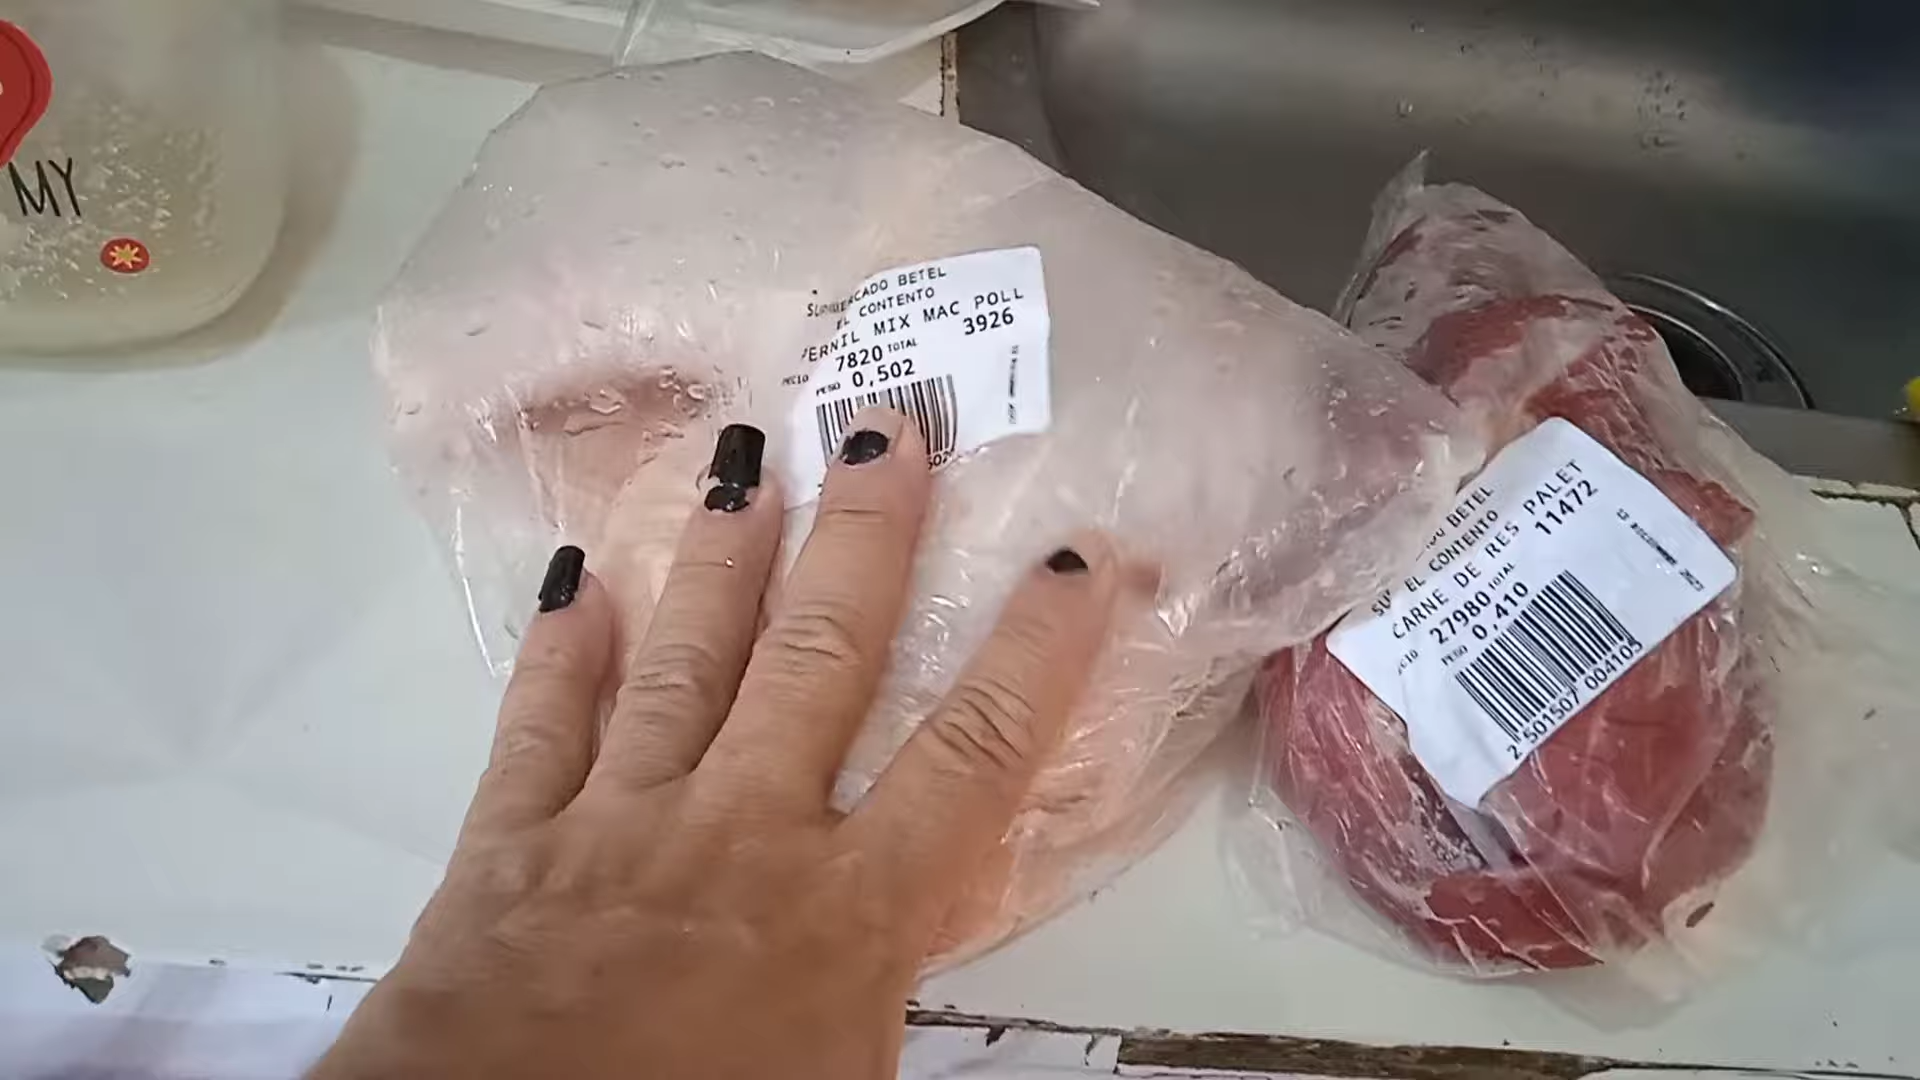 MY
SUPERMERCADO BETEL
EL CONTENTO
PERNIL MIX MAC POLL
7820 TOTAL 3926
PESO 0,502
BETEL
EL CONTENTO
CARNE DE RES PALET
27980 TOTAL 11472
PESO 0,410
2 501507 004105